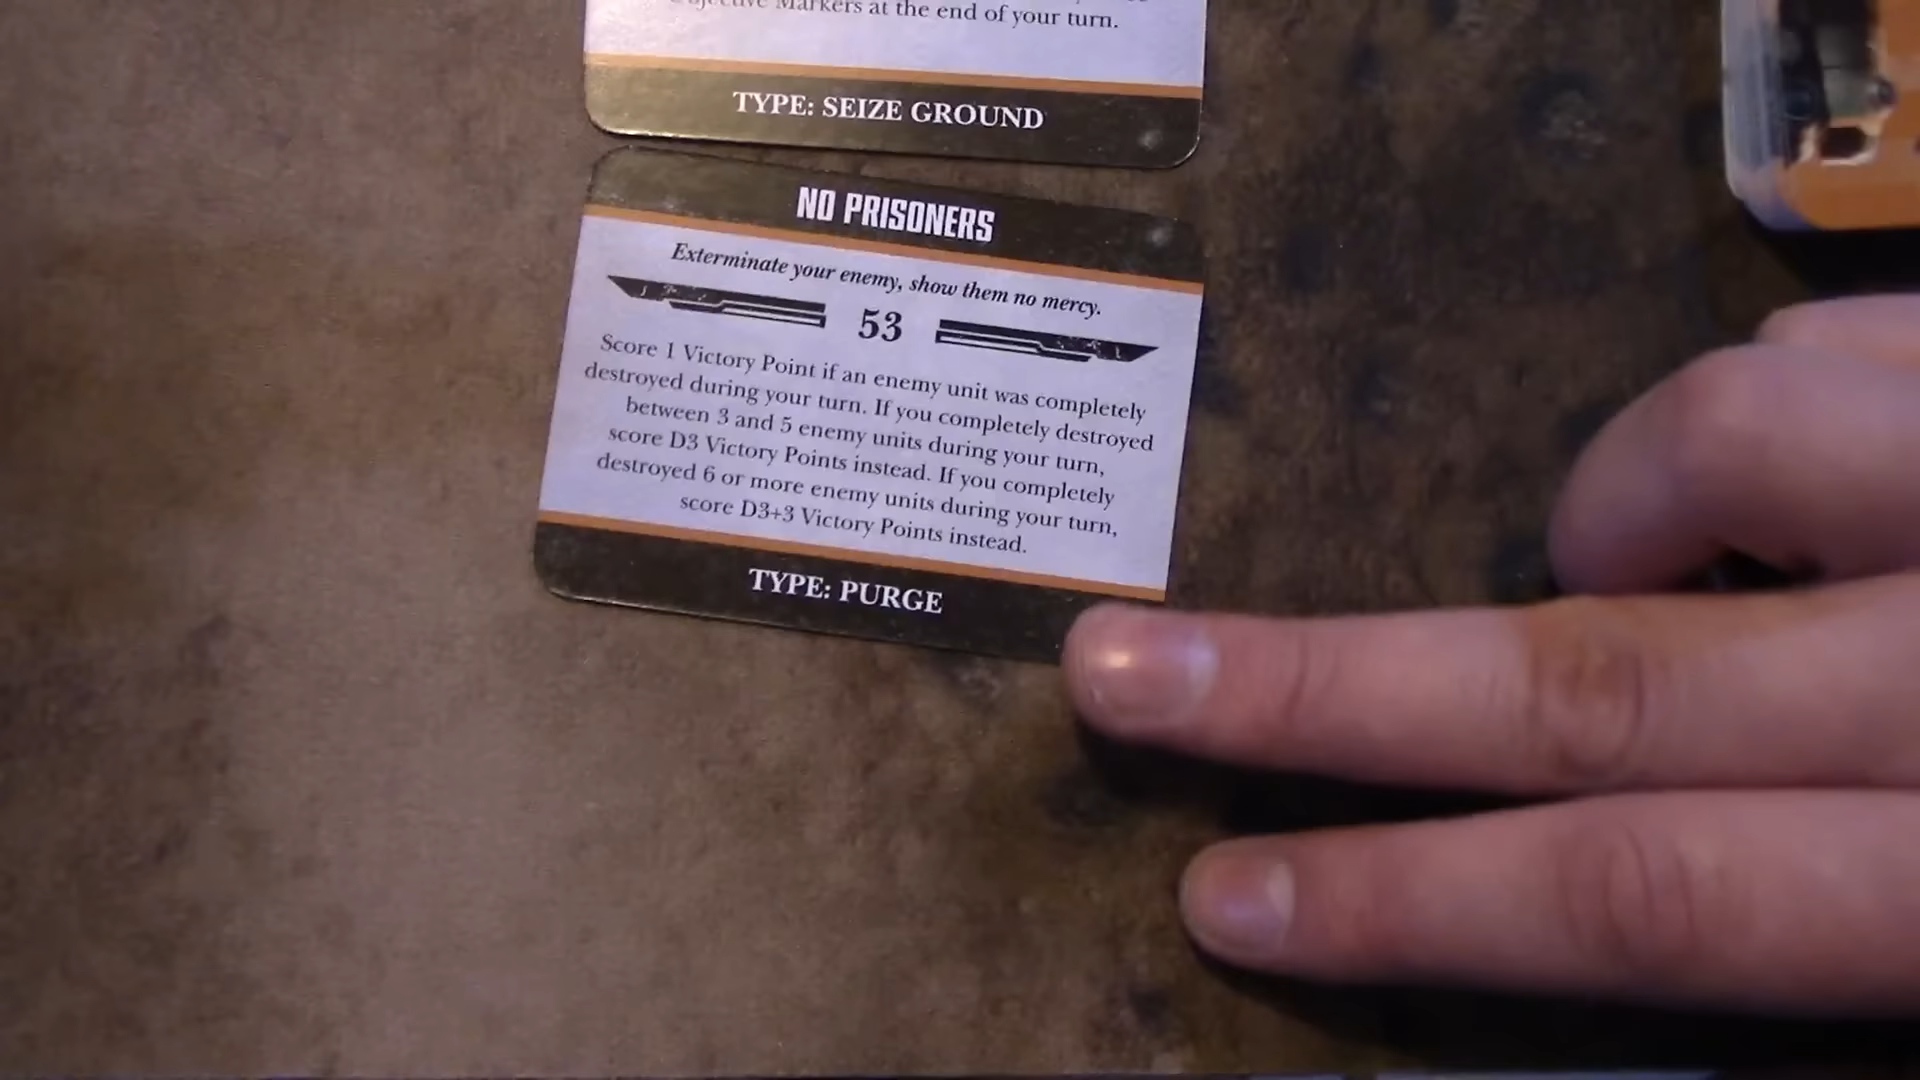 Markers at the end of your turn.
TYPE: SEIZE GROUND
NO PRISONERS
Exterminate your enemy, show them no mercy.
53
Score 1 Victory Point if an enemy unit was completely
destroyed during your turn. If you completely destroyed
between 3 and 5 enemy units during your turn,
score D3 Victory Points instead. If you completely
destroyed 6 or more enemy units during your turn,
score D3+3 Victory Points instead.
TYPE: PURGE